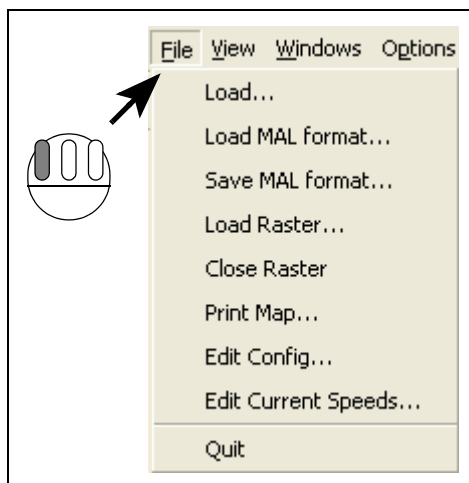 File View Windows Options
Load...
Load MAL format...
Save MAL format...
Load Raster...
Close Raster
Print Map...
Edit Config...
Edit Current Speeds...
Quit